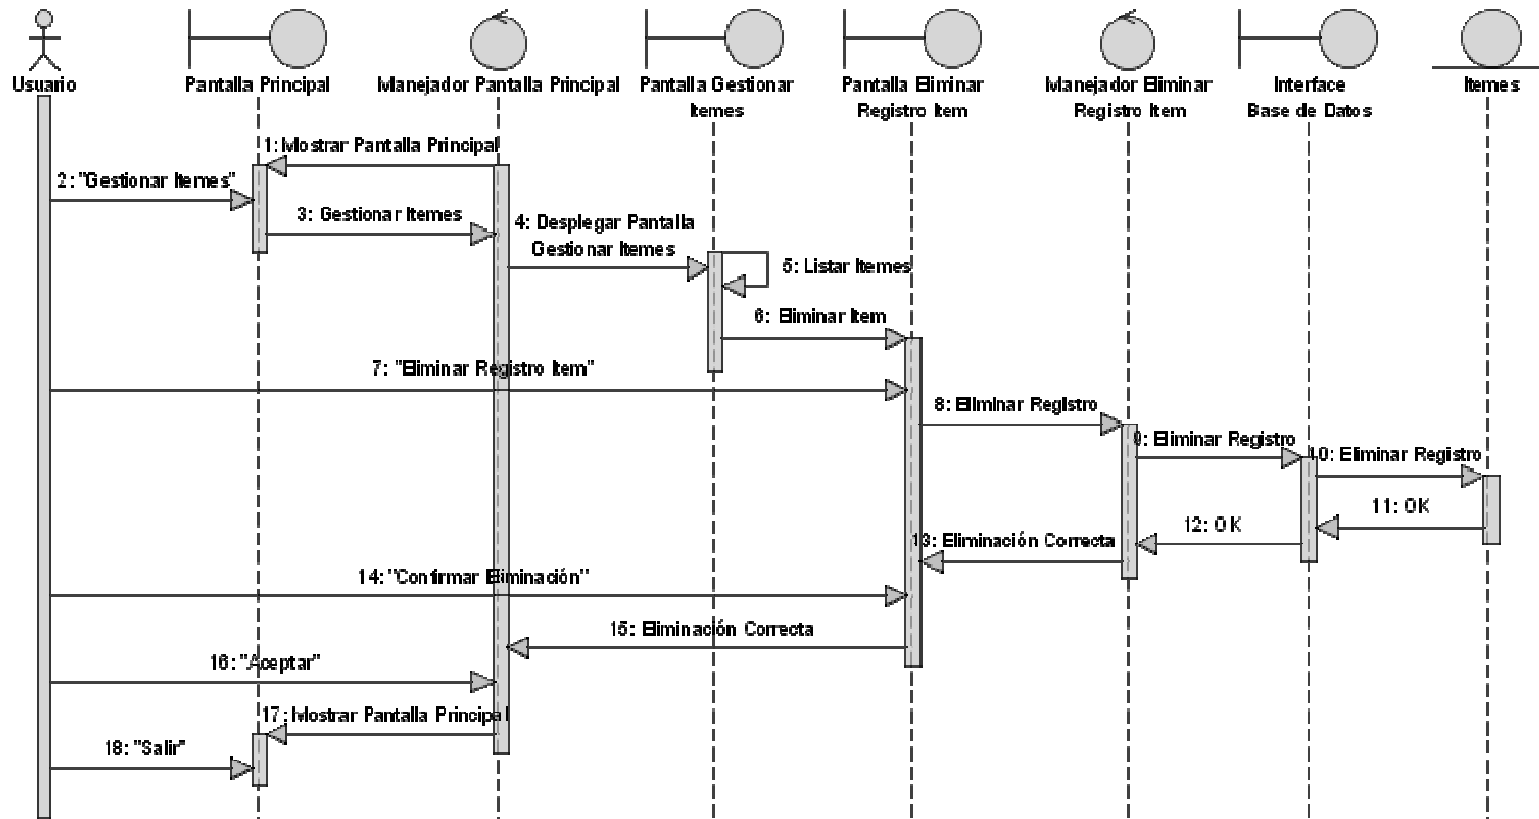 Usuario
Pantalla Principal
Manejador Pantalla Principal
Pantalla Gestionar
Itemes
Pantalla Eliminar
Registro Item
Manejador Eliminar
Registro Item
Interface
Base de Datos
Itemes
1: Mostrar Pantalla Principal
2: "Gestionar Itemes"
3: Gestionar Itemes
4: Desplegar Pantalla
Gestionar Itemes
5: Listar Itemes
6: Eliminar Item
7: "Eliminar Registro Item"
8: Eliminar Registro
9: Eliminar Registro
10: Eliminar Registro
11: OK
12: OK
13: Eliminación Correcta
14: "Confirmar Eliminación"
15: Eliminación Correcta
16: "Aceptar"
17: Mostrar Pantalla Principal
18: "Salir"